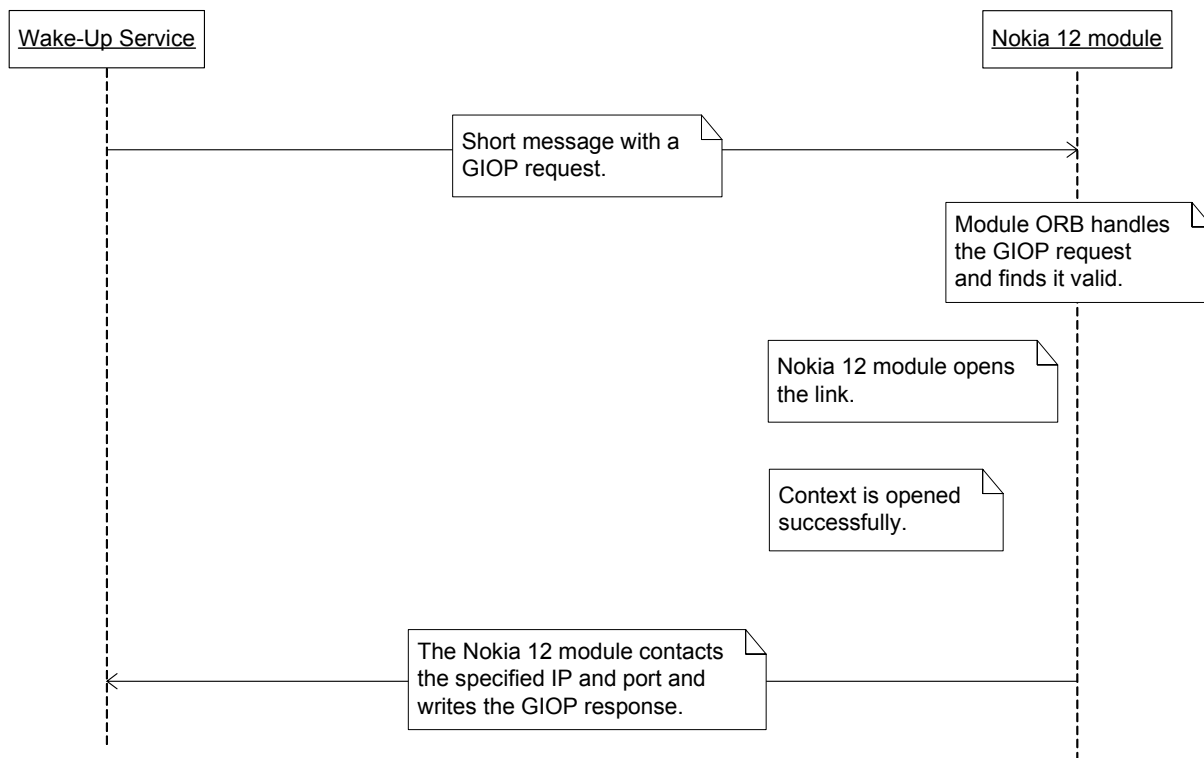 Wake-Up Service
Nokia 12 module
Short message with a
GIOP request.
Module ORB handles
the GIOP request
and finds it valid.
Nokia 12 module opens
the link.
Context is opened
successfully.
The Nokia 12 module contacts
the specified IP and port and
writes the GIOP response.